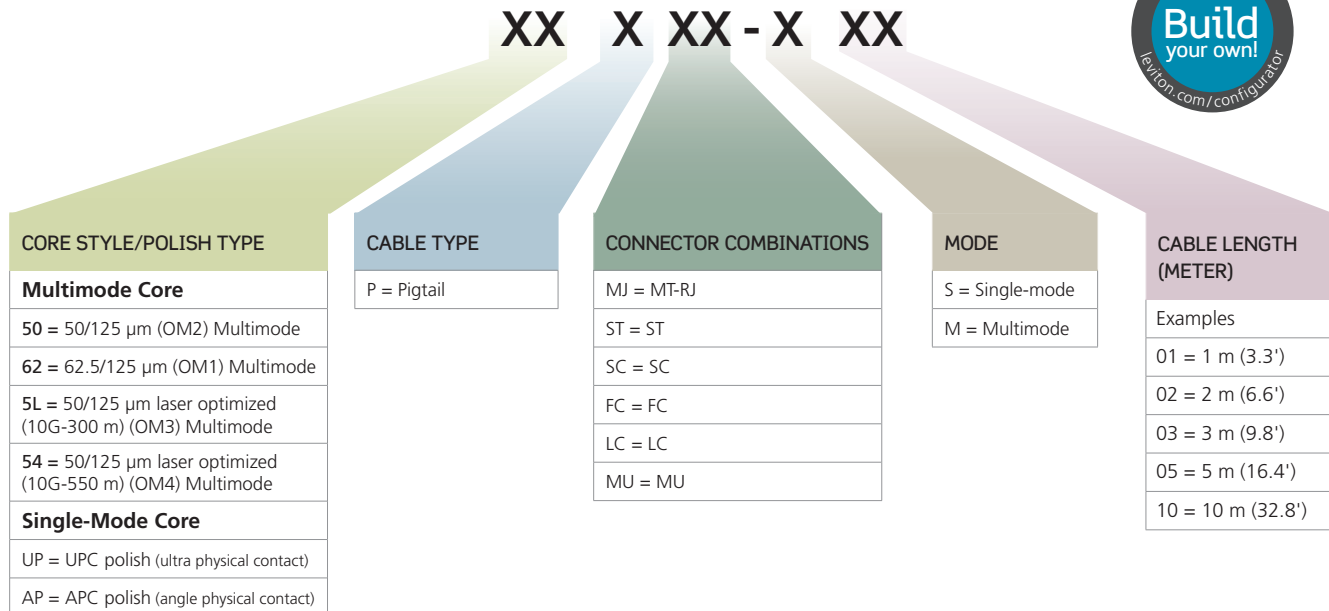 XX X XX - X XX
Build
your own!
leviton.com/configurator
CORE STYLE/POLISH TYPE
Multimode Core
50 = 50/125 µm (OM2) Multimode
62 = 62.5/125 µm (OM1) Multimode
5L = 50/125 µm laser optimized
(10G-300 m) (OM3) Multimode
54 = 50/125 µm laser optimized
(10G-550 m) (OM4) Multimode
Single-Mode Core
UP = UPC polish (ultra physical contact)
AP = APC polish (angle physical contact)
CABLE TYPE
P = Pigtail
CONNECTOR COMBINATIONS
MJ = MT-RJ
ST = ST
SC = SC
FC = FC
LC = LC
MU = MU
MODE
S = Single-mode
M = Multimode
CABLE LENGTH
(METER)
Examples
01 = 1 m (3.3')
02 = 2 m (6.6')
03 = 3 m (9.8')
05 = 5 m (16.4')
10 = 10 m (32.8')